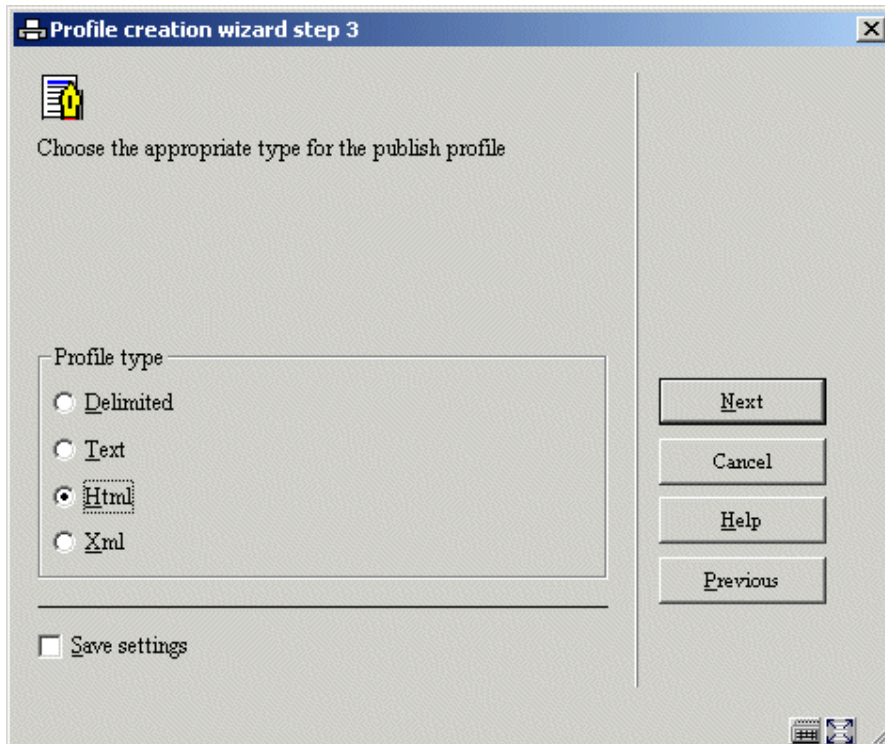 Profile creation wizard step 3
Choose the appropriate type for the publish profile
Profile type
Delimited
Text
Html
Xml
Next
Cancel
Help
Previous
Save settings